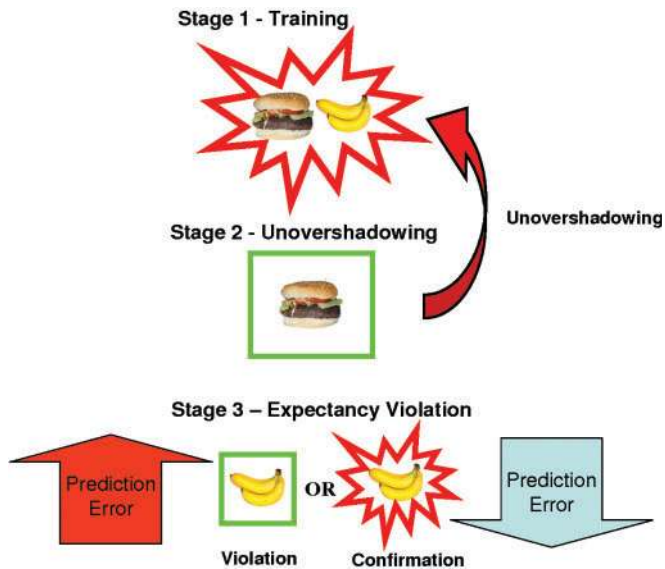 Stage 1 - Training
Unovershadowing
Stage 2 - Unovershadowing
Stage 3 – Expectancy Violation
Prediction
Error
OR
Prediction
Error
Violation
Confirmation